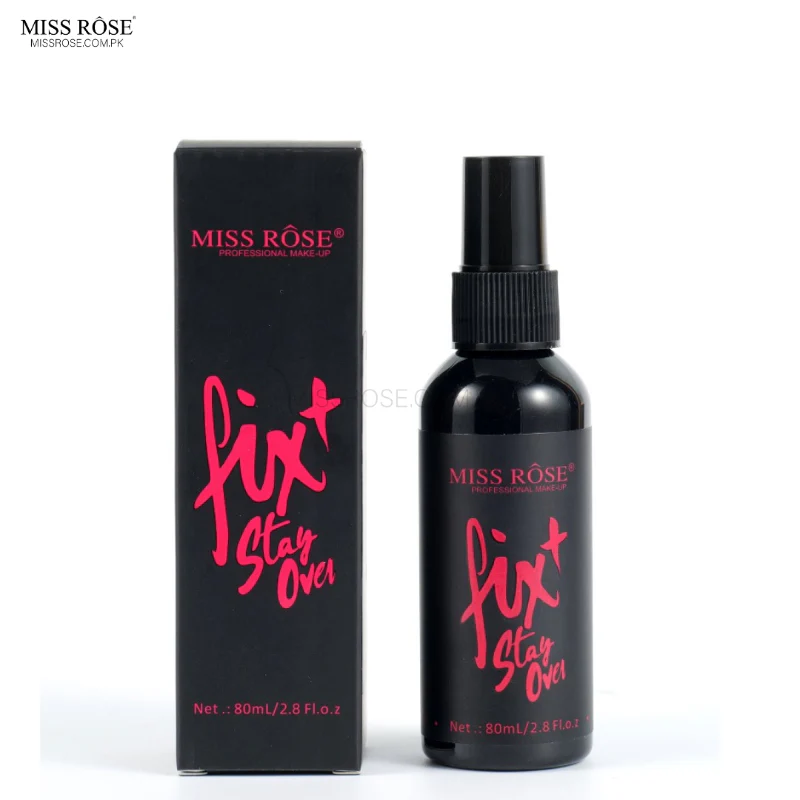 MISS RÔSE®
MISSROSE.COM.PK
MISS RÔSE®
PROFESSIONAL MAKE-UP
fix+
Stay
Over
Net .: 80mL/2.8 Fl.o.z
MISS RÔSE®
PROFESSIONAL MAKE-UP
fix+
Stay
Over
Net .: 80mL/2.8 Fl.o.z